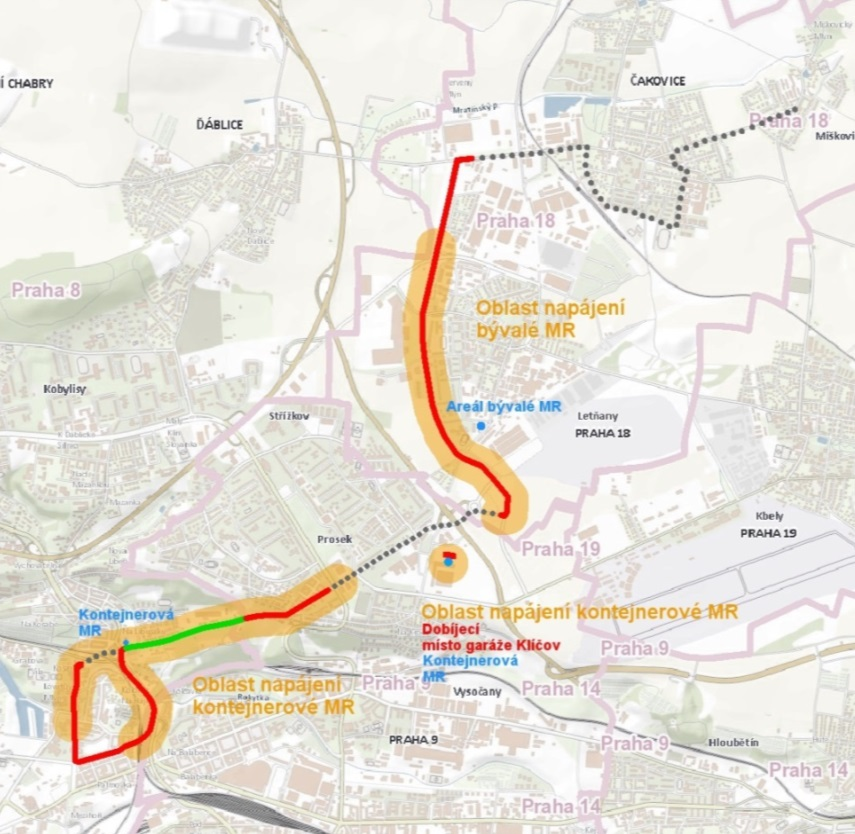 Í CHABRY
ĎÁBLICE
ČAKOVICE
Praha 18
Miškovi
Praha 18
Praha 8
Oblast napájení
bývalé MR
Kobylisy
Střížkov
Areál bývalé MR
Letňany
PRAHA 18
Kbely
PRAHA 19
Prosek
Praha 19
Kontejnerová
MR
Oblast napájení kontejnerové MR
Dobíjecí
místo garáže Klíčov
Kontejnerová
MR
Praha 9
Oblast napájení
kontejnerové MR
Praha 9
Vysočany
Praha 14
PRAHA 9
Praha 9
Hloubětín
Praha 14
Praha 14